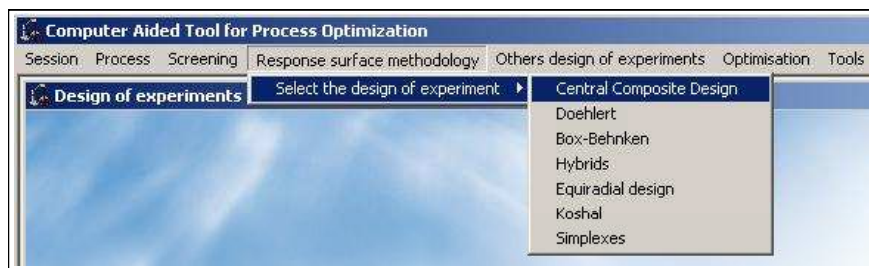 Computer Aided Tool for Process Optimization
Session Process Screening Response surface methodology Others design of experiments Optimisation Tools
Design of experiments Select the design of experiment Central Composite Design
Doehlert
Box-Behnken
Hybrids
Equiradial design
Koshal
Simplexes